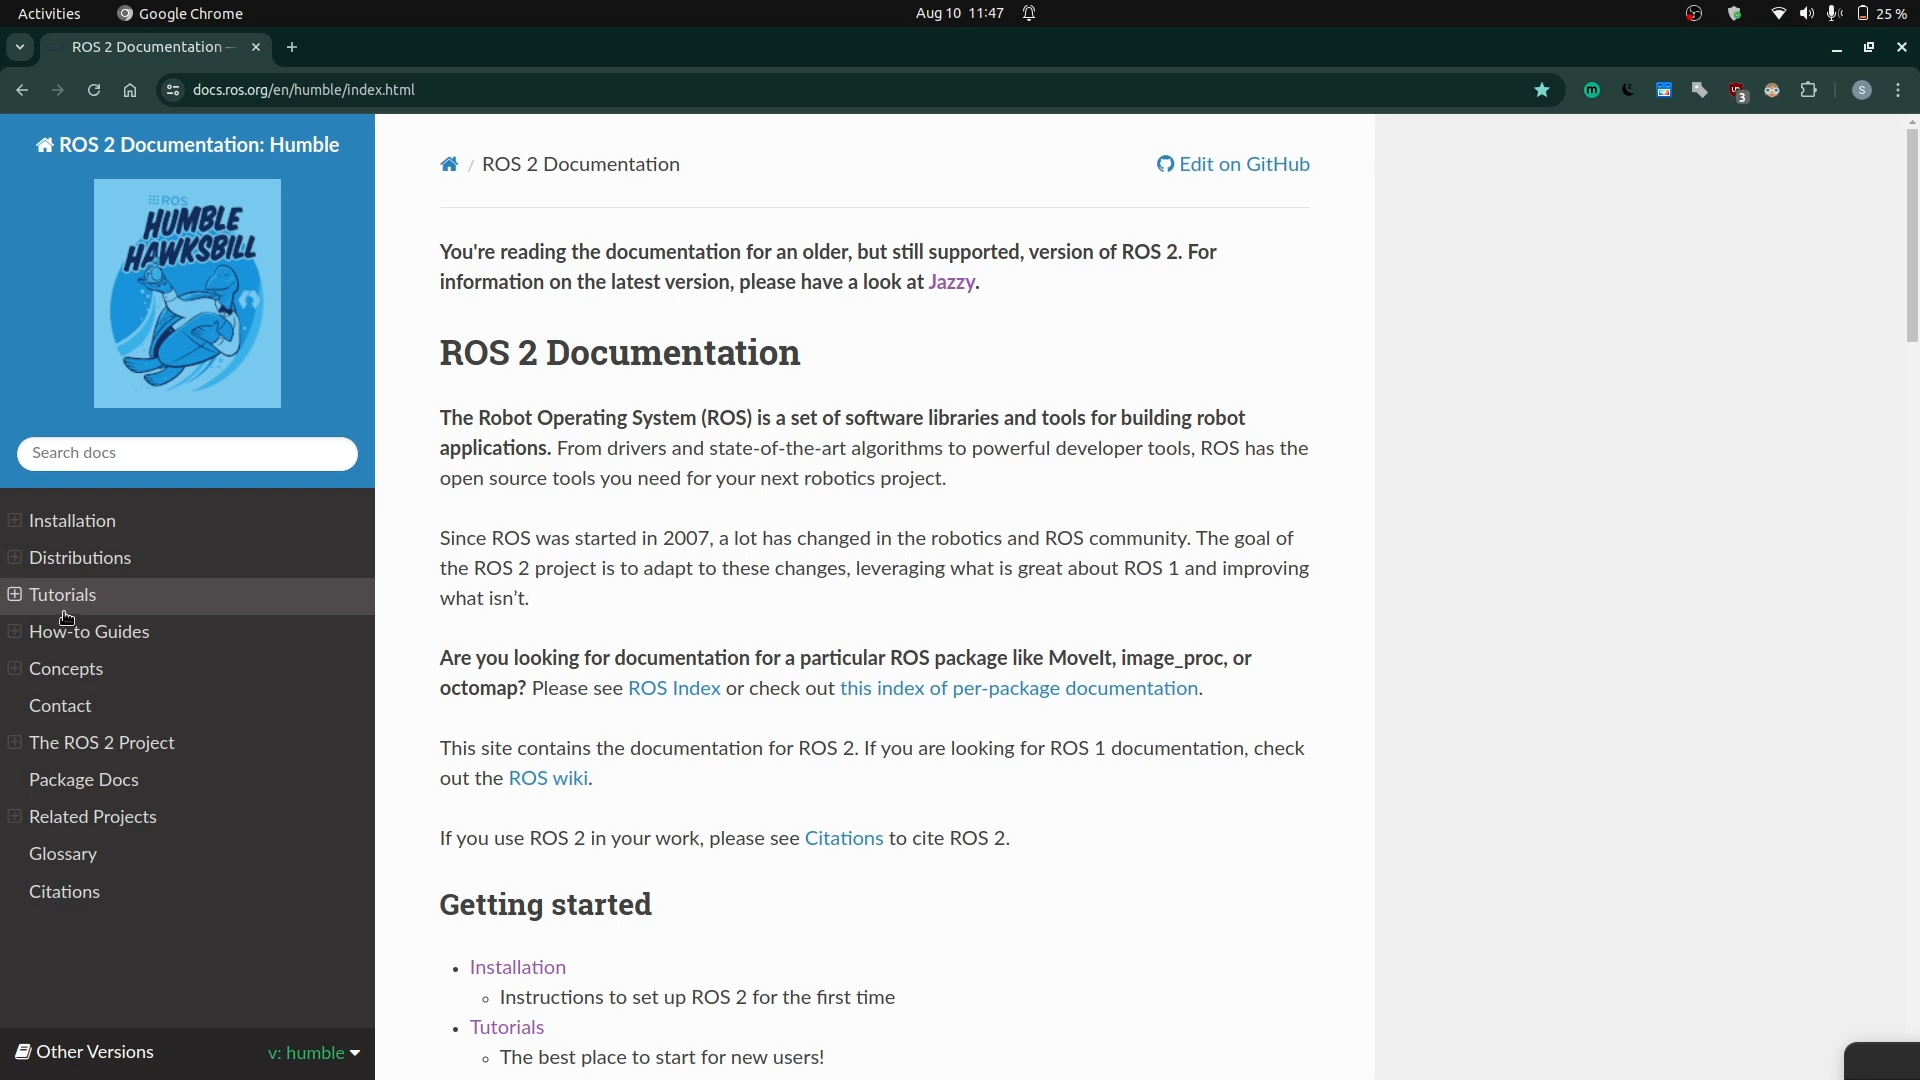 Activities
Google Chrome
Aug 10 11:47
25 %
ROS 2 Documentation —
docs.ros.org/en/humble/index.html
3
S
ROS 2 Documentation: Humble
ROS
HUMBLE
HAWKSBILL
Search docs
Installation
Distributions
Tutorials
How-to Guides
Concepts
Contact
The ROS 2 Project
Package Docs
Related Projects
Glossary
Citations
Other Versions
v: humble
/ ROS 2 Documentation
Edit on GitHub
You're reading the documentation for an older, but still supported, version of ROS 2. For
information on the latest version, please have a look at Jazzy.
ROS 2 Documentation
The Robot Operating System (ROS) is a set of software libraries and tools for building robot
applications. From drivers and state-of-the-art algorithms to powerful developer tools, ROS has the
open source tools you need for your next robotics project.
Since ROS was started in 2007, a lot has changed in the robotics and ROS community. The goal of
the ROS 2 project is to adapt to these changes, leveraging what is great about ROS 1 and improving
what isn’t.
Are you looking for documentation for a particular ROS package like MoveIt, image_proc, or
octomap? Please see ROS Index or check out this index of per-package documentation.
This site contains the documentation for ROS 2. If you are looking for ROS 1 documentation, check
out the ROS wiki.
If you use ROS 2 in your work, please see Citations to cite ROS 2.
Getting started
• Installation
◦ Instructions to set up ROS 2 for the first time
• Tutorials
◦ The best place to start for new users!